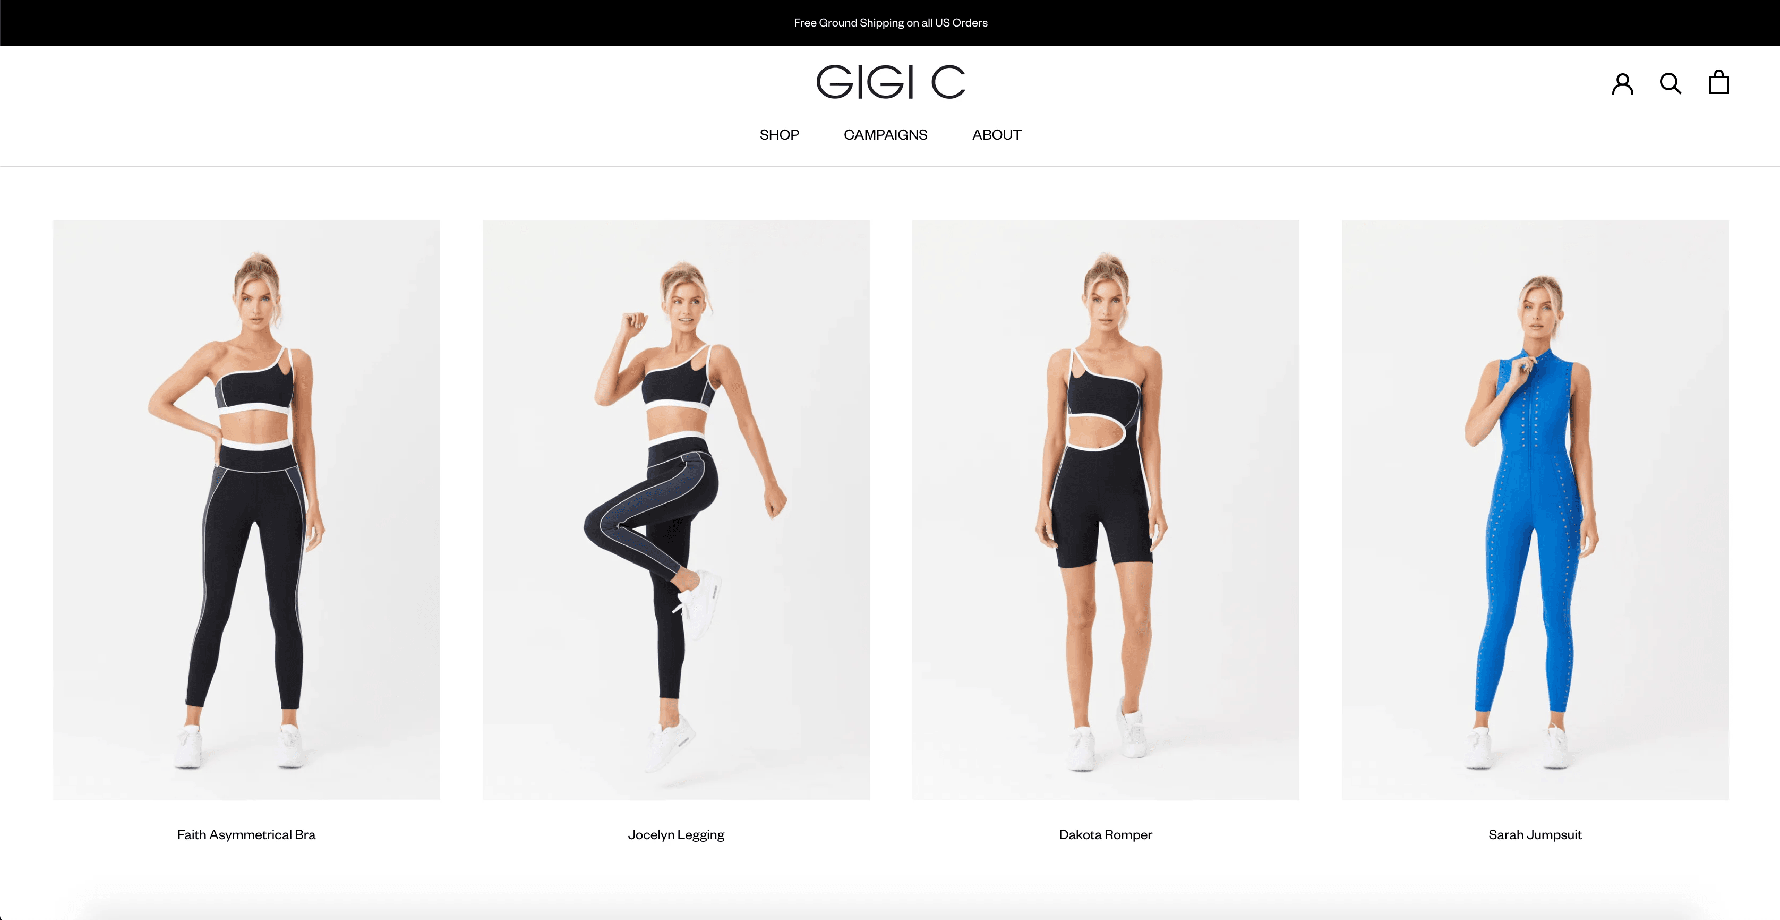 Free Ground Shipping on all US Orders
GIGI C
SHOP CAMPAIGNS ABOUT
Faith Asymmetrical Bra
Jocelyn Legging
Dakota Romper
Sarah Jumpsuit